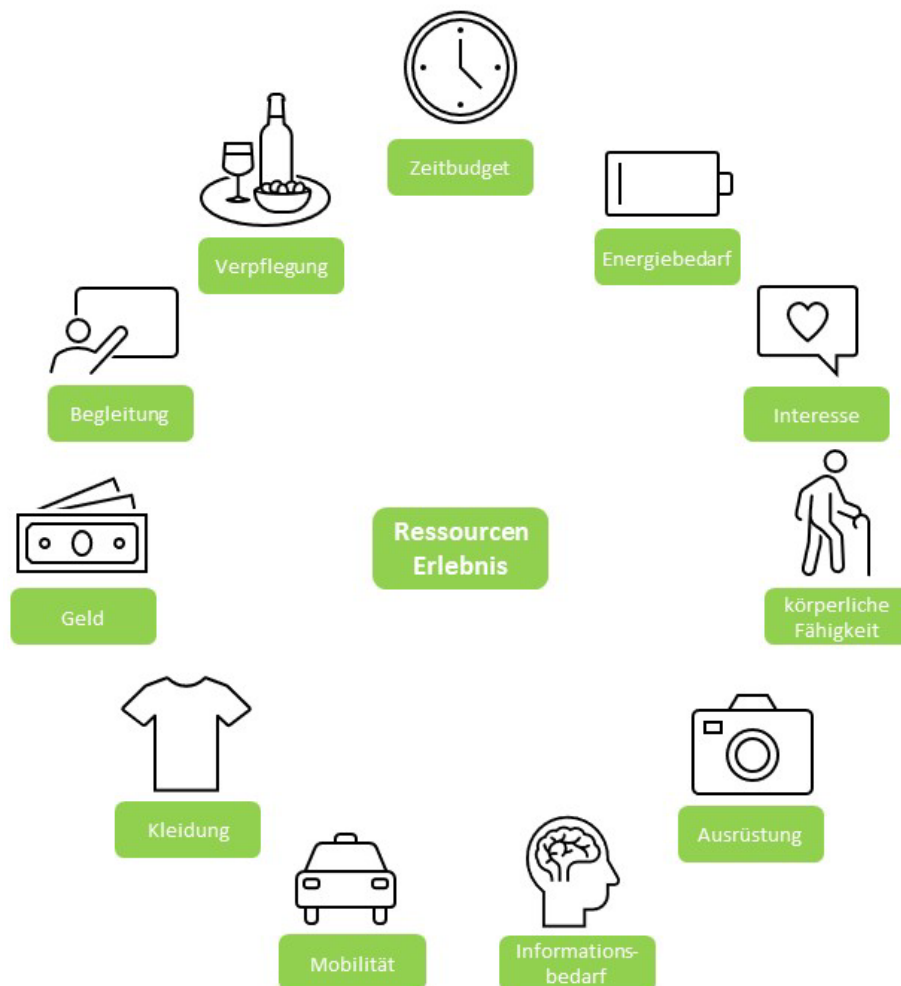 Zeitbudget
Energiebedarf
Interesse
körperliche
Fähigkeit
Ausrüstung
Informations-
bedarf
Mobilität
Kleidung
Geld
Begleitung
Verpflegung
Ressourcen
Erlebnis